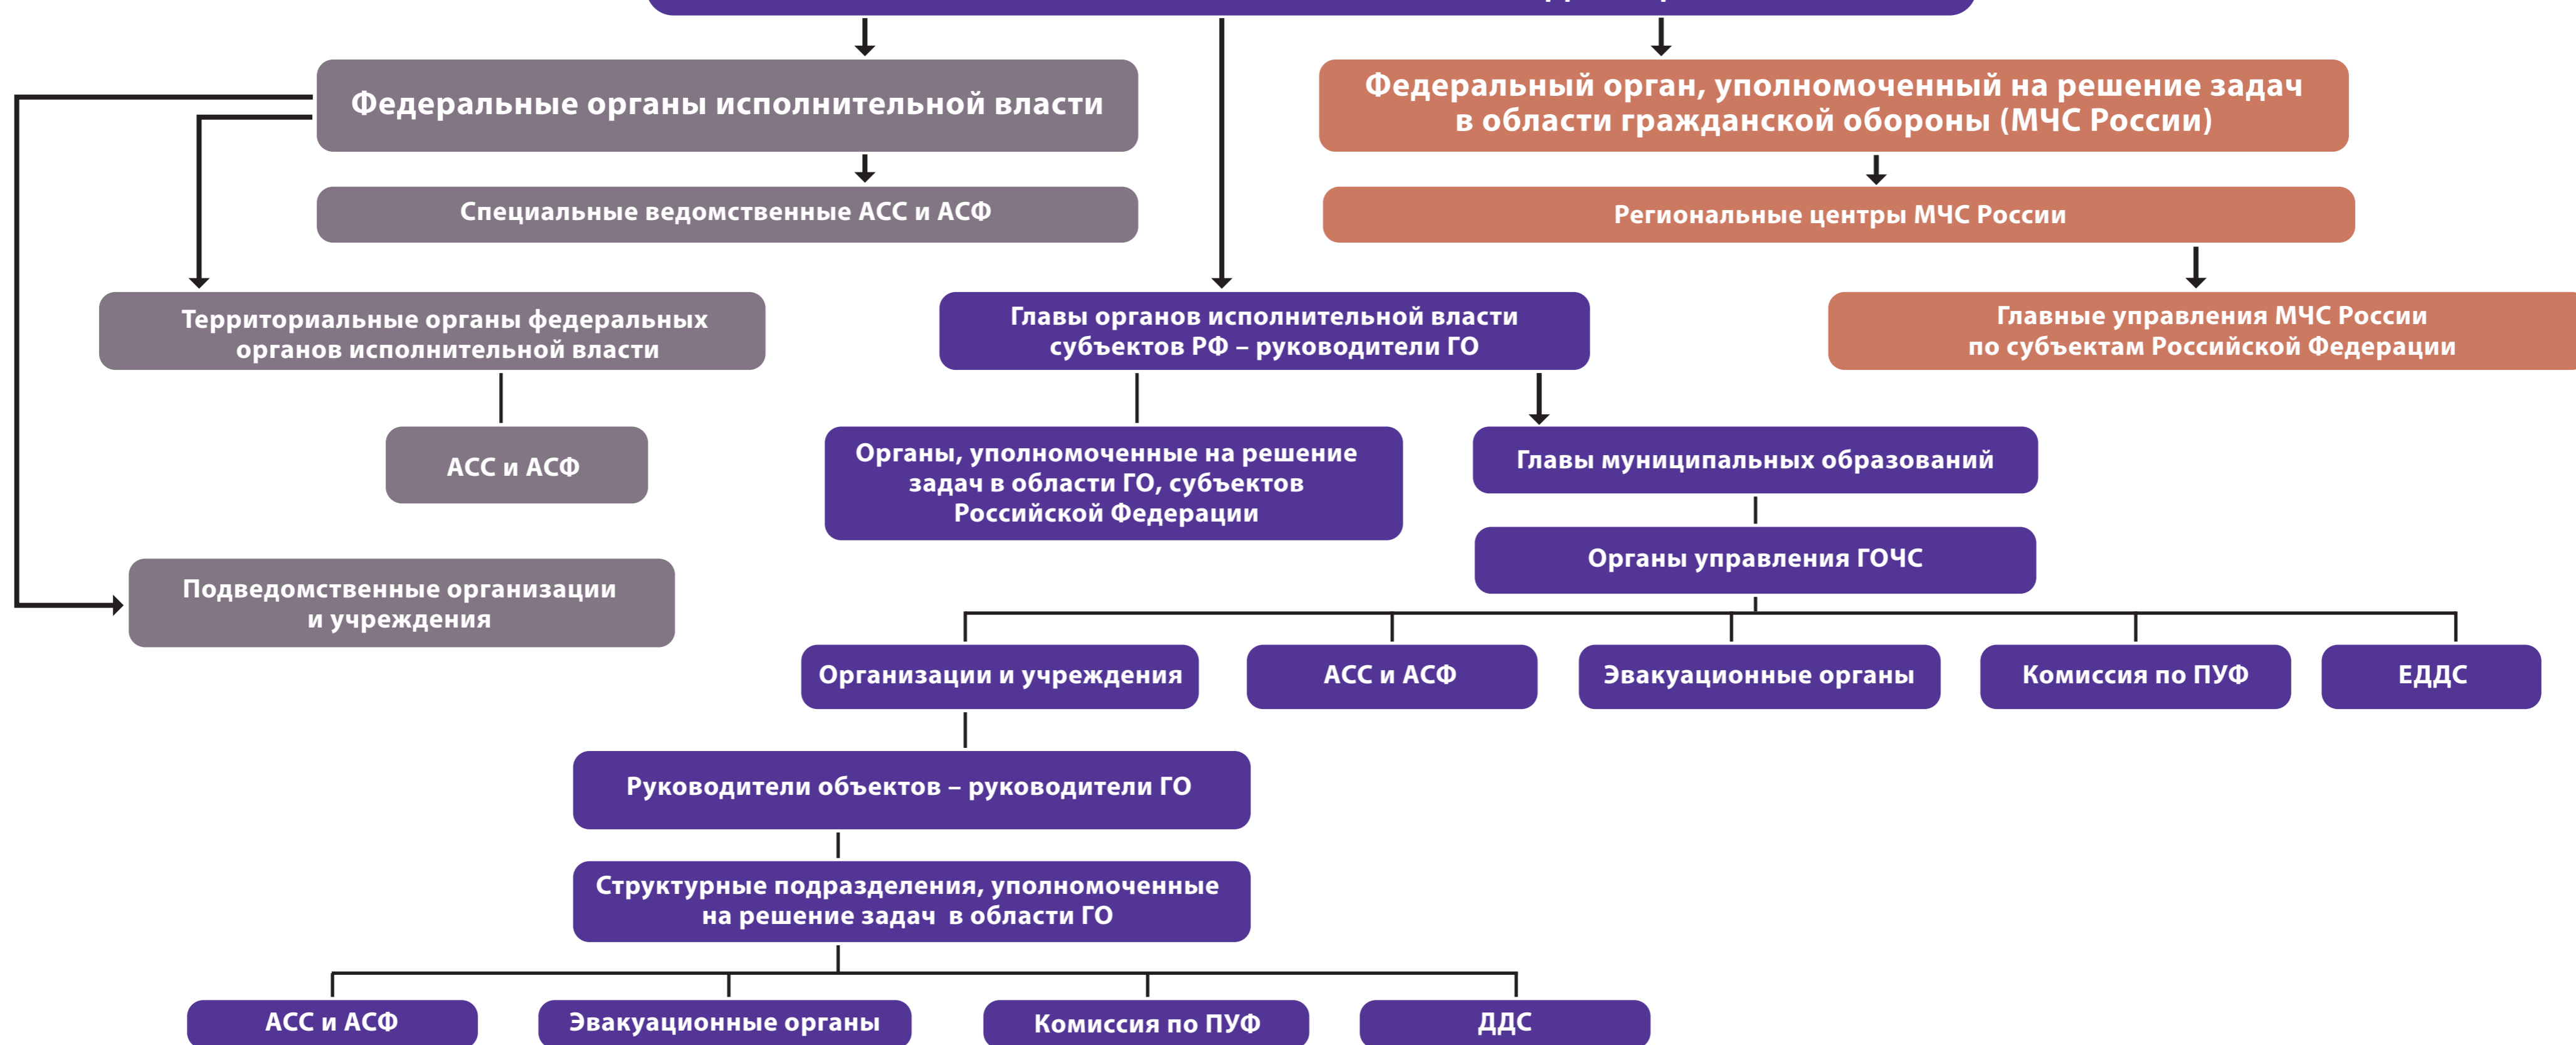 Федеральные органы исполнительной власти
Федеральный орган, уполномоченный на решение задач
в области гражданской обороны (МЧС России)
Специальные ведомственные АСС и АСФ
Региональные центры МЧС России
Территориальные органы федеральных
органов исполнительной власти
Главы органов исполнительной власти
субъектов РФ – руководители ГО
Главные управления МЧС России
по субъектам Российской Федерации
АСС и АСФ
Органы, уполномоченные на решение
задач в области ГО, субъектов
Российской Федерации
Главы муниципальных образований
Органы управления ГОЧС
Подведомственные организации
и учреждения
Организации и учреждения
АСС и АСФ
Эвакуационные органы
Комиссия по ПУФ
ЕДДС
Руководители объектов – руководители ГО
Структурные подразделения, уполномоченные
на решение задач в области ГО
АСС и АСФ
Эвакуационные органы
Комиссия по ПУФ
ДДС